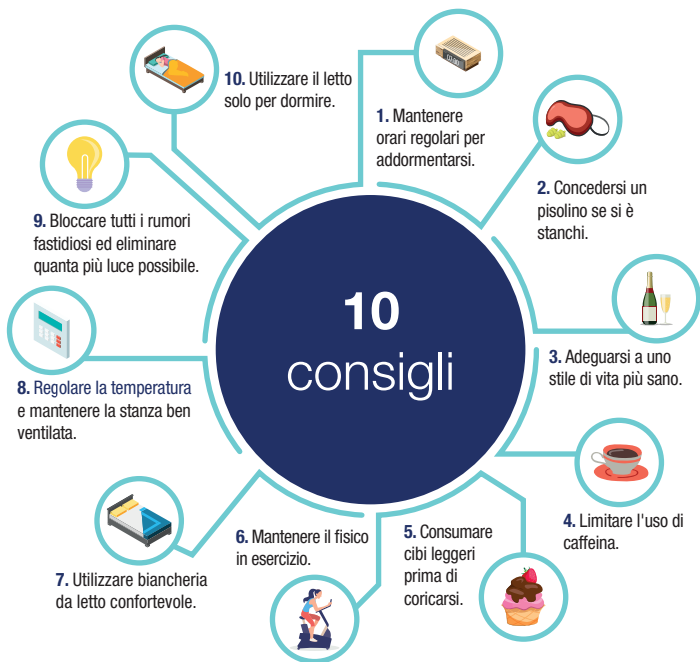 10
consigli
1. Mantenere
orari regolari per
addormentarsi.
2. Concedersi un
pisolino se si è
stanchi.
3. Adeguarsi a uno
stile di vita più sano.
4. Limitare l'uso di
caffeina.
5. Consumare
cibi leggeri
prima di
coricarsi.
6. Mantenere il fisico
in esercizio.
7. Utilizzare biancheria
da letto confortevole.
8. Regolare la temperatura
e mantenere la stanza ben
ventilata.
9. Bloccare tutti i rumori
fastidiosi ed eliminare
quanta più luce possibile.
10. Utilizzare il letto
solo per dormire.